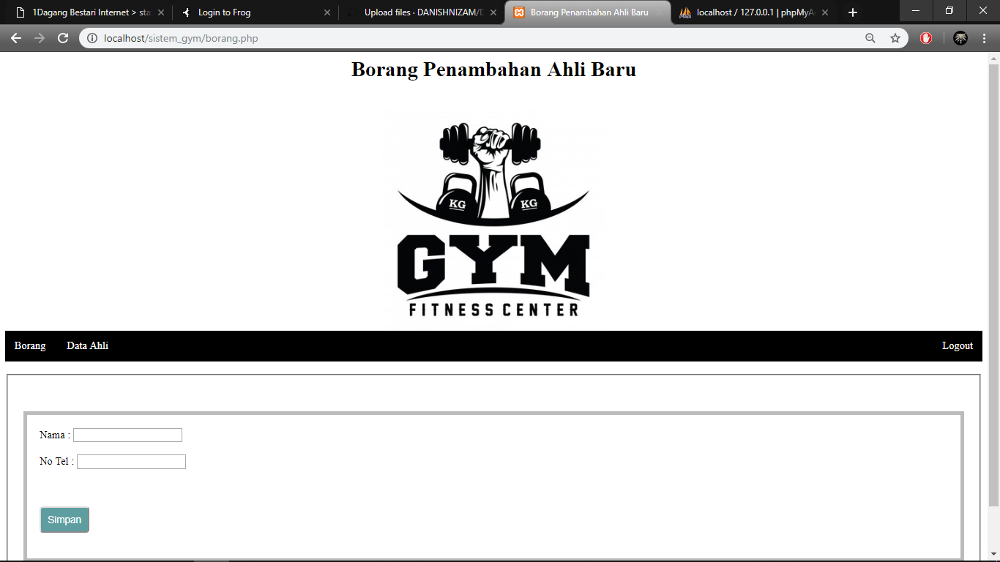 1Dagang Bestari Internet > sta
Login to Frog
Upload files · DANISHNIZAM/D
Borang Penambahan Ahli Baru
localhost / 127.0.0.1 | phpMyA
localhost/sistem_gym/borang.php
Borang Penambahan Ahli Baru
KG KG
GYM
FITNESS CENTER
Borang Data Ahli Logout
Nama :
No Tel :
Simpan